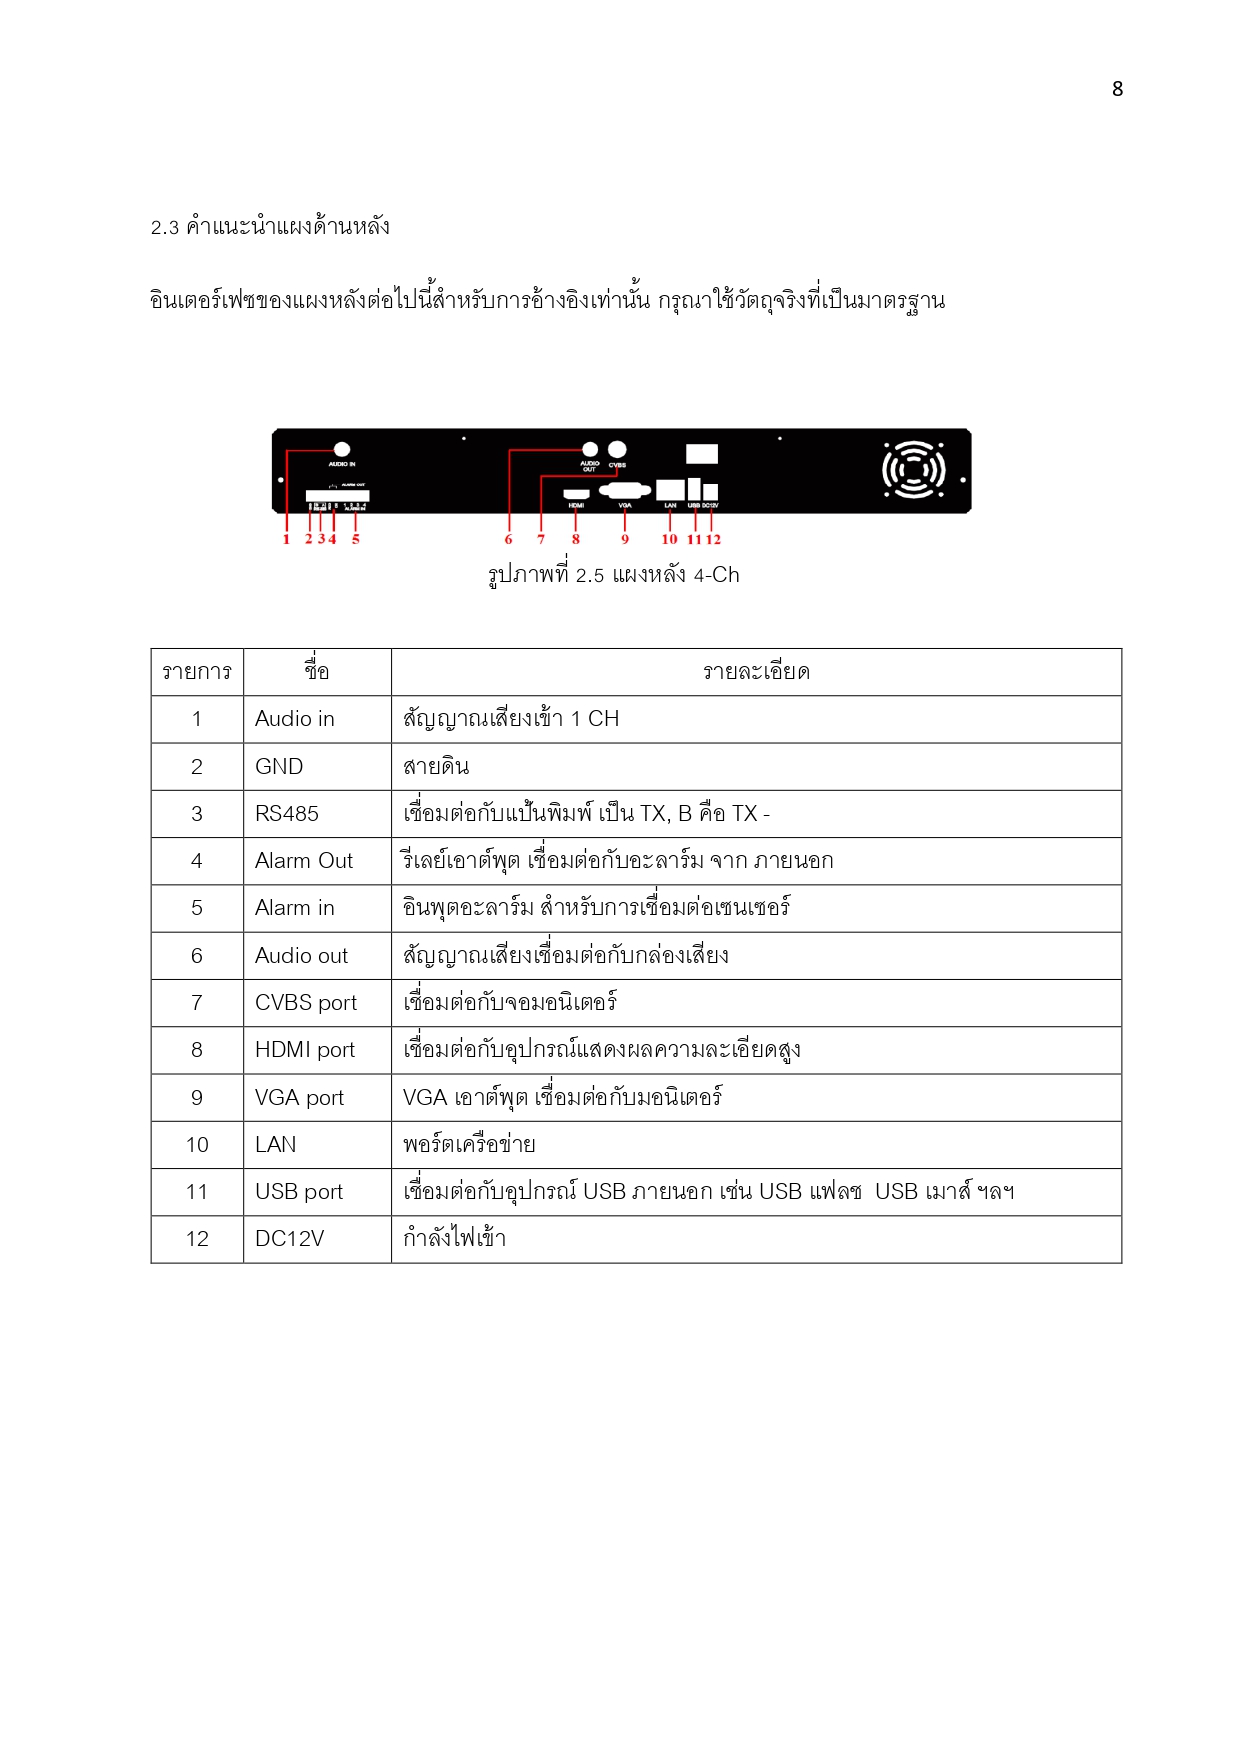 8
2.3 คำแนะนำแผงด้านหลัง
อินเตอร์เฟซของแผงหลังต่อไปนี้สำหรับการอ้างอิงเท่านั้น กรุณาใช้วัตถุจริงที่เป็นมาตรฐาน
AUDIO IN
ALARM OUT
RS485
ALARM IN
AUDIO OUT
CVBS
HDMI
VGA
LAN
USB
DC12V
1 2 3 4 5 6 7 8 9 10 11 12
รูปภาพที่ 2.5 แผงหลัง 4-Ch
รายการ ชื่อ รายละเอียด
1 Audio in สัญญาณเสียงเข้า 1 CH
2 GND สายดิน
3 RS485 เชื่อมต่อกับแป้นพิมพ์ เป็น TX, B คือ TX -
4 Alarm Out รีเลย์เอาต์พุต เชื่อมต่อกับอะลาร์ม จาก ภายนอก
5 Alarm in อินพุตอะลาร์ม สำหรับการเชื่อมต่อเซนเซอร์
6 Audio out สัญญาณเสียงเชื่อมต่อกับกล่องเสียง
7 CVBS port เชื่อมต่อกับจอมอนิเตอร์
8 HDMI port เชื่อมต่อกับอุปกรณ์แสดงผลความละเอียดสูง
9 VGA port VGA เอาต์พุต เชื่อมต่อกับมอนิเตอร์
10 LAN พอร์ตเครือข่าย
11 USB port เชื่อมต่อกับอุปกรณ์ USB ภายนอก เช่น USB แฟลช USB เมาส์ ฯลฯ
12 DC12V กำลังไฟเข้า